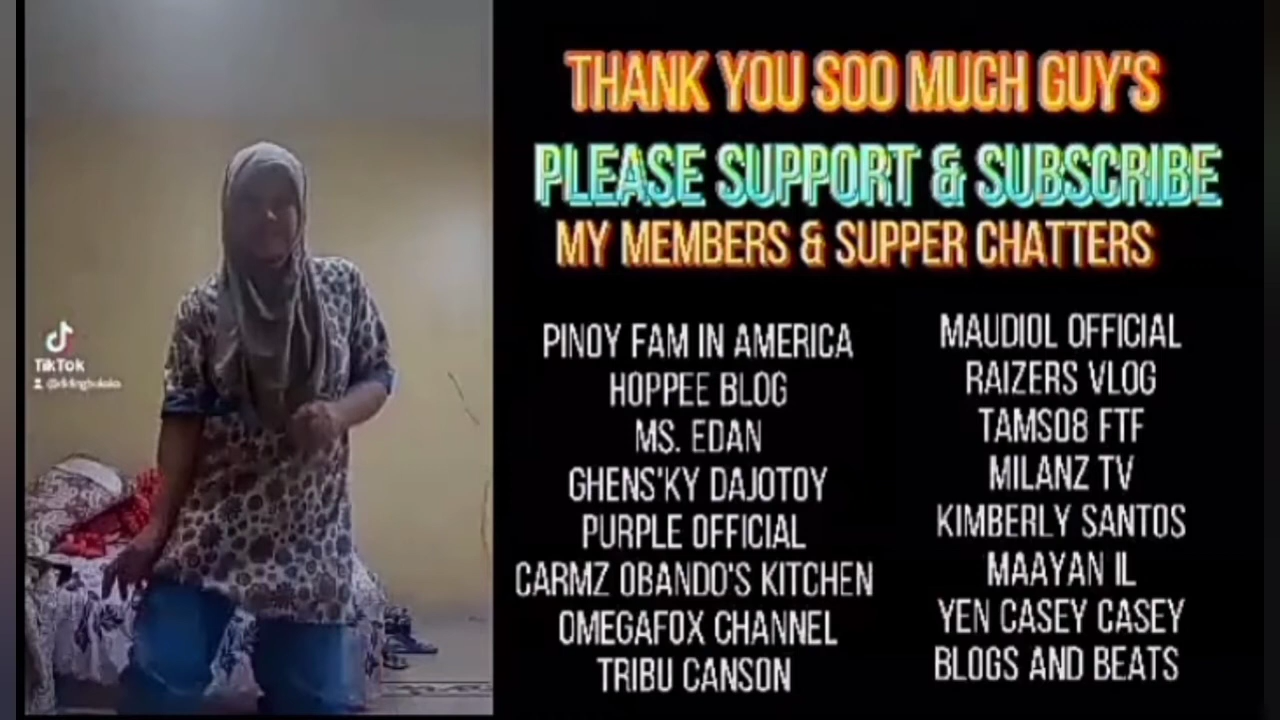 THANK YOU SOO MUCH GUY'S
PLEASE SUPPORT & SUBSCRIBE
MY MEMBERS & SUPPER CHATTERS
PINOY FAM IN AMERICA
HOPPEE BLOG
MS. EDAN
GHENS'KY DAJOTOY
PURPLE OFFICIAL
CARMZ OBANDO'S KITCHEN
OMEGAFOX CHANNEL
TRIBU CANSON
MAUDIOL OFFICIAL
RAIZERS VLOG
TAMS08 FTF
MILANZ TV
KIMBERLY SANTOS
MAAYAN IL
YEN CASEY CASEY
BLOGS AND BEATS
TikTok